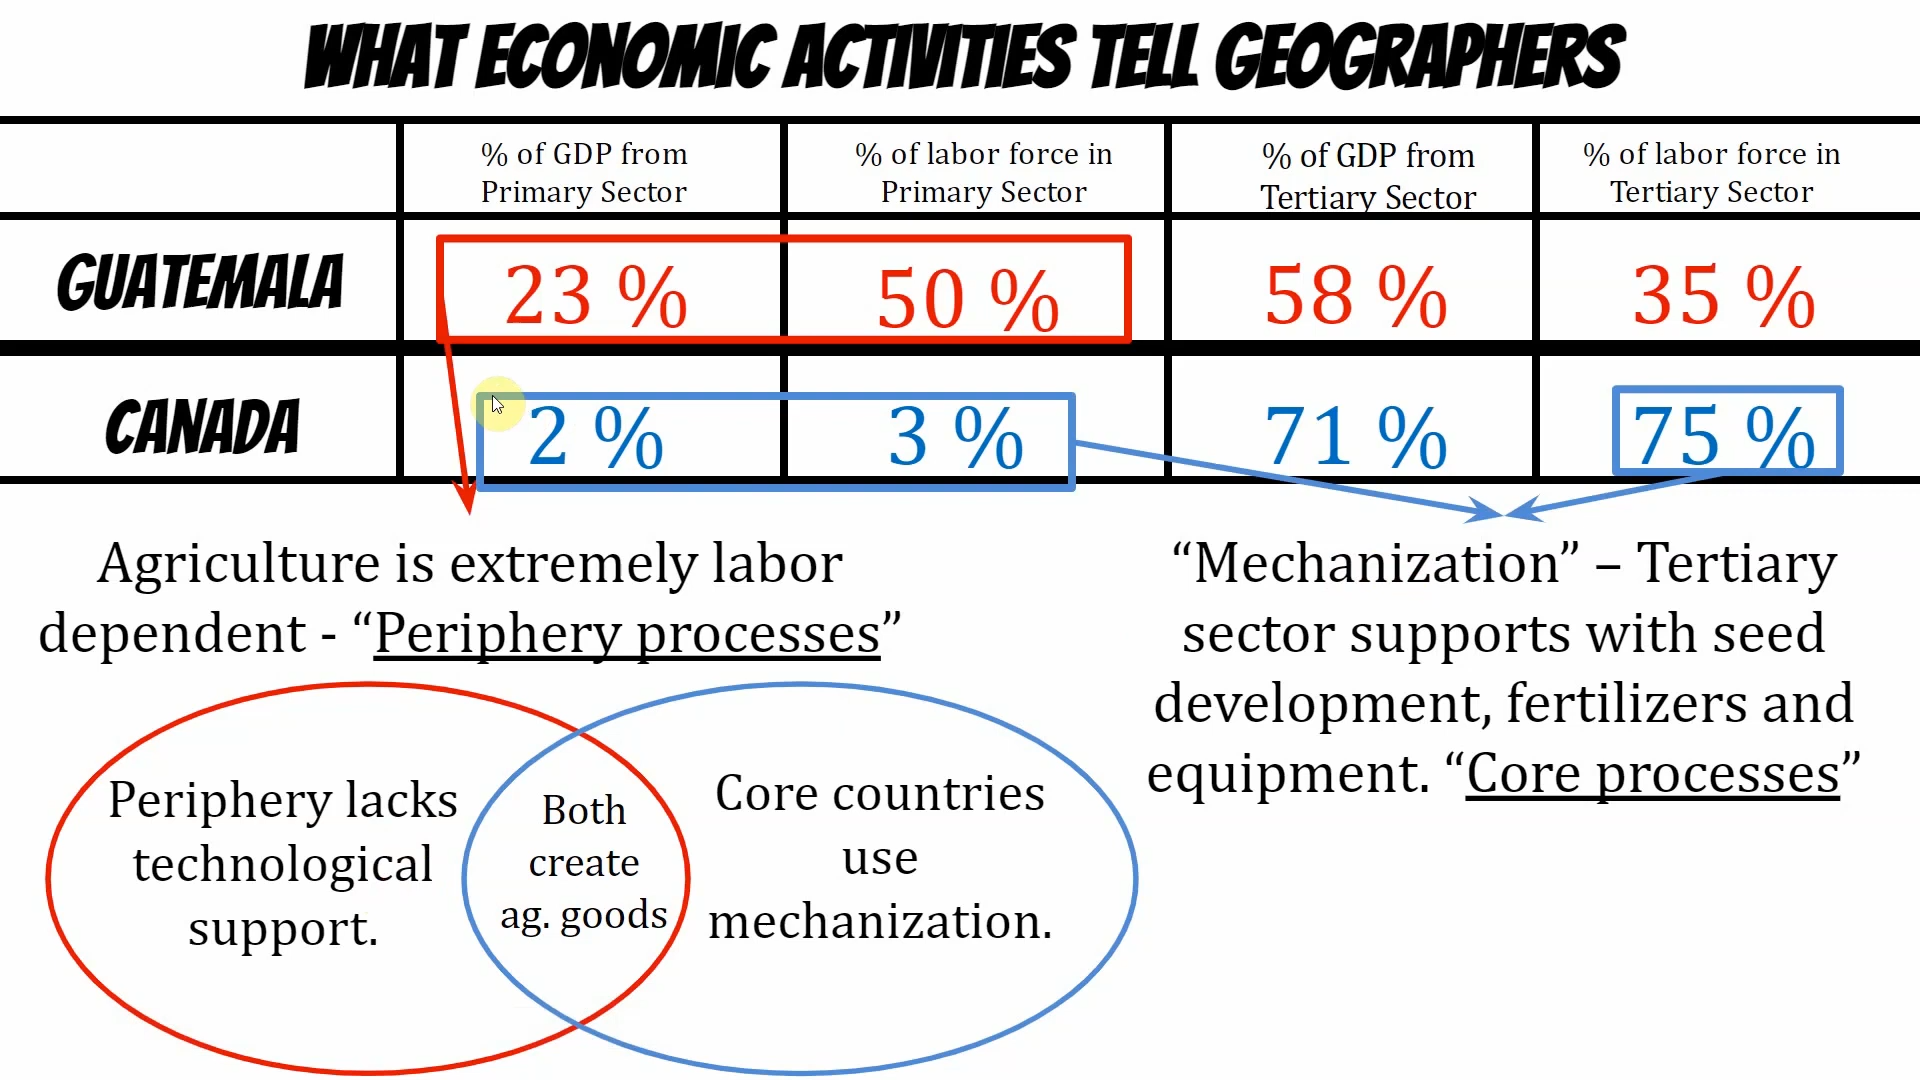 WHAT ECONOMIC ACTIVITIES TELL GEOGRAPHERS
% of GDP from
Primary Sector
% of labor force in
Primary Sector
% of GDP from
Tertiary Sector
% of labor force in
Tertiary Sector
GUATEMALA
23 %
50 %
58 %
35 %
CANADA
2 %
3 %
71 %
75 %
Agriculture is extremely labor
dependent - “Periphery processes”
“Mechanization” – Tertiary
sector supports with seed
development, fertilizers and
equipment. “Core processes”
Periphery lacks
technological
support.
Both
create
ag. goods
Core countries
use
mechanization.